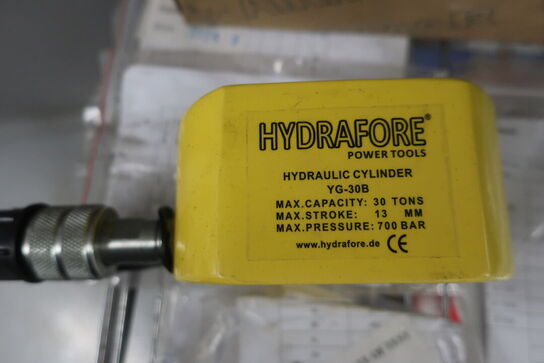 HYDRAFORE®
POWER TOOLS
HYDRAULIC CYLINDER
YG-30B
MAX.CAPACITY: 30 TONS
MAX.STROKE: 13 MM
MAX.PRESSURE: 700 BAR
www.hydrafore.de CE